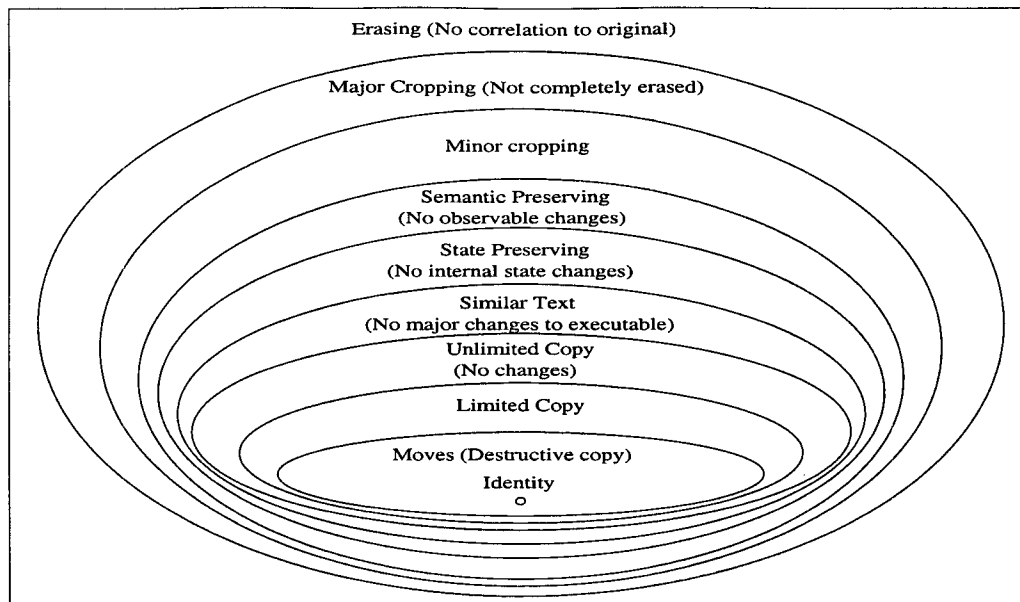 Erasing (No correlation to original)
Major Cropping (Not completely erased)
Minor cropping
Semantic Preserving
(No observable changes)
State Preserving
(No internal state changes)
Similar Text
(No major changes to executable)
Unlimited Copy
(No changes)
Limited Copy
Moves (Destructive copy)
Identity